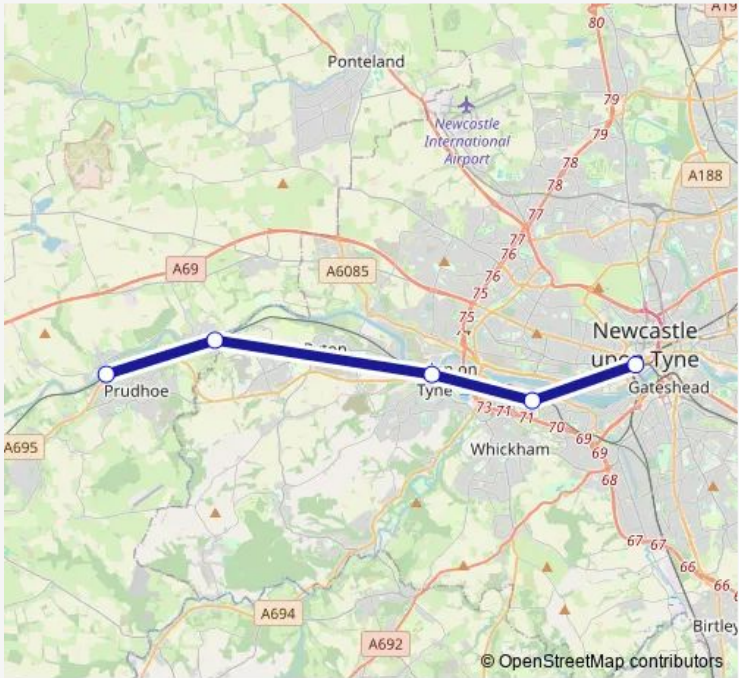 A19
80
Ponteland
79
Newcastle
International
Airport
79
78
A188
78
77
77
76
A69
A6085
76
75
75
Newcastle
upon Tyne
Prudhoe
Tyne
Gateshead
73
71
71
70
A695
Whickham
69
69
68
67
66
66
A694
Birtley
A692
© OpenStreetMap contributors